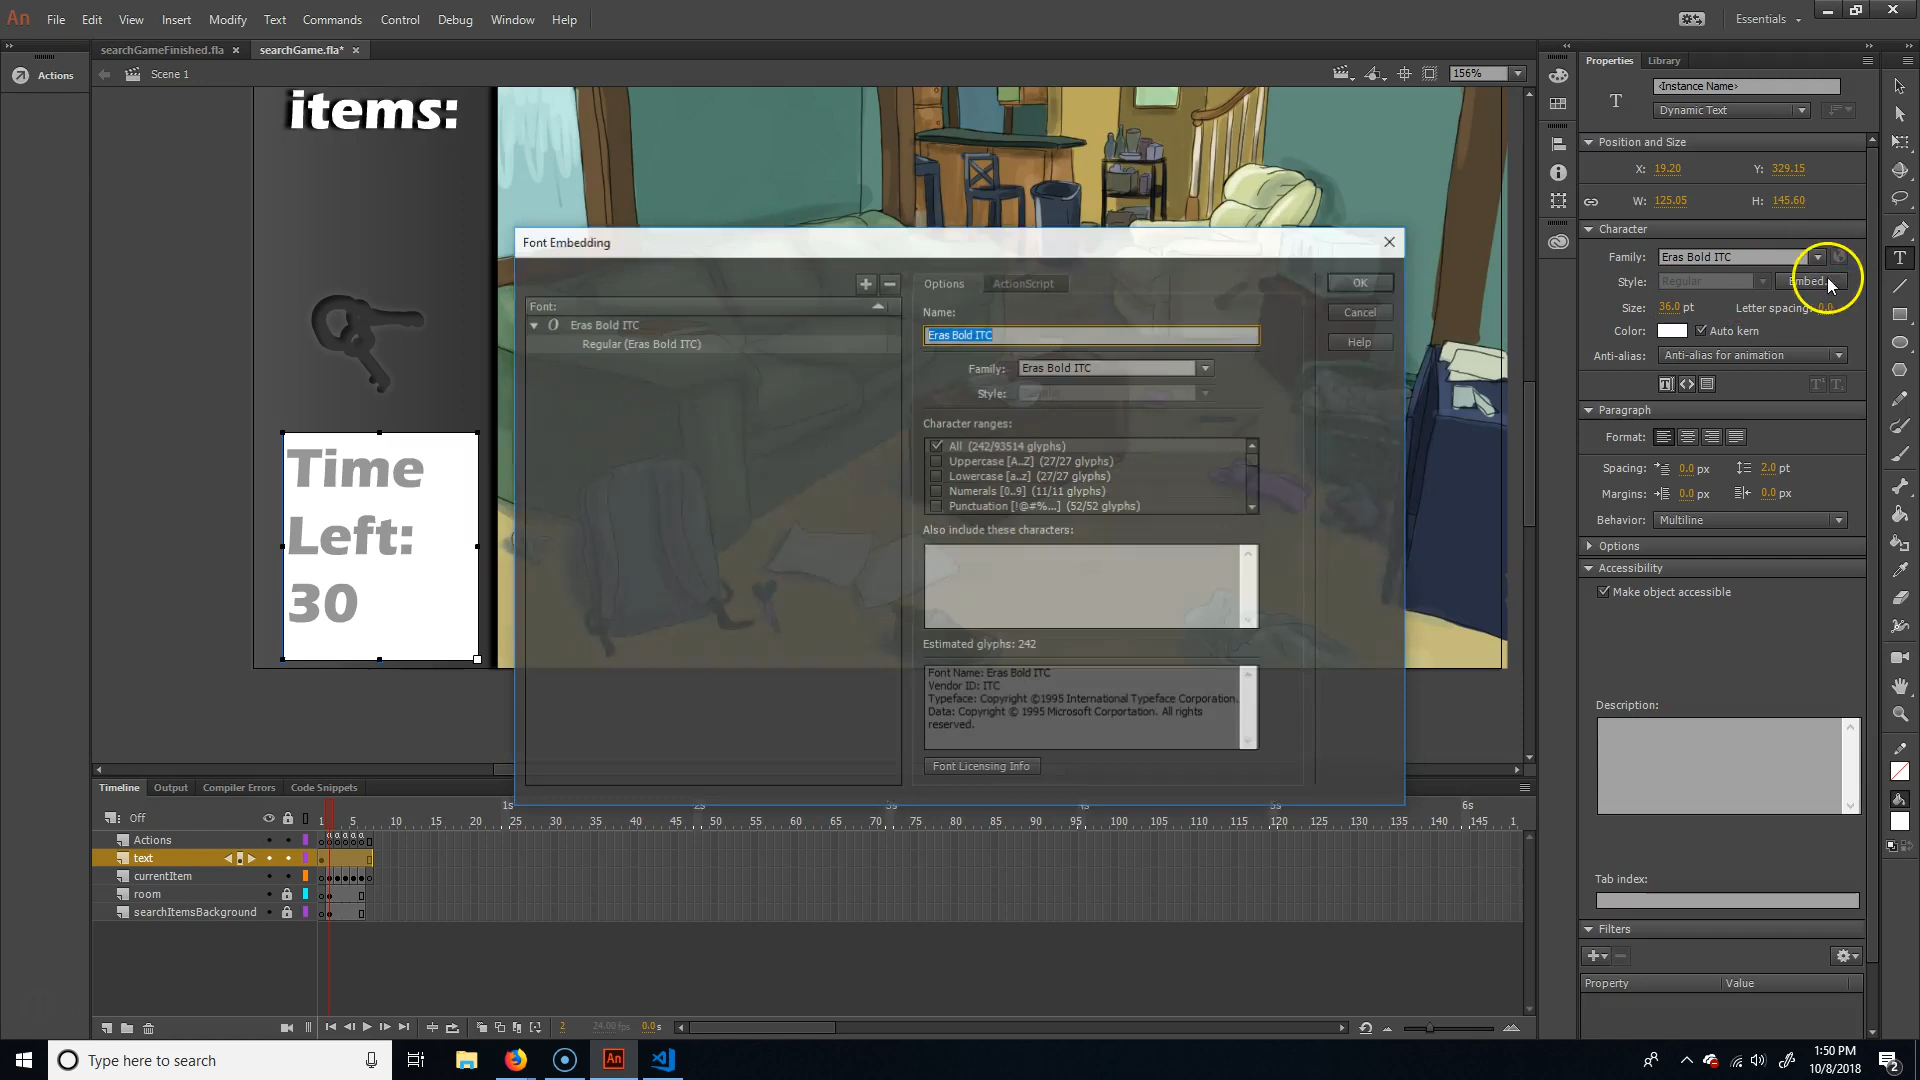 An File Edit View Insert Modify Text Commands Control Debug Window Help Essentials
searchGameFinished.fla × searchGame.fla* ×
Actions
Scene 1
156%
items:
Time
Left:
30
Font Embedding
Font:
Eras Bold ITC
Regular (Eras Bold ITC)
Options ActionScript
Name:
Eras Bold ITC
Family: Eras Bold ITC
Style:
Character ranges:
All (242/93514 glyphs)
Uppercase [A..Z] (27/27 glyphs)
Lowercase [a..z] (27/27 glyphs)
Numerals [0..9] (11/11 glyphs)
Punctuation [!@#%...] (52/52 glyphs)
Also include these characters:
Estimated glyphs: 242
Font Name: Eras Bold ITC
Vendor ID: ITC
Typeface: Copyright ©1995 International Typeface Corporation.
Data: Copyright © 1995 Microsoft Corportation. All rights
reserved.
Font Licensing Info
OK
Cancel
Help
Properties Library
<Instance Name>
Dynamic Text
Position and Size
X: 19.20 Y: 329.15
W: 125.05 H: 145.60
Character
Family: Eras Bold ITC
Style: Regular Embed...
Size: 36.0 pt Letter spacing: 0.0
Color: Auto kern
Anti-alias: Anti-alias for animation
Paragraph
Format:
Spacing: 0.0 px 2.0 pt
Margins: 0.0 px 0.0 px
Behavior: Multiline
Options
Accessibility
Make object accessible
Description:
Tab index:
Filters
Property Value
Timeline Output Compiler Errors Code Snippets
Off
1s 2s 3s 4s 5s 6s
1 5 10 15 20 25 30 35 40 45 50 55 60 65 70 75 80 85 90 95 100 105 110 115 120 125 130 135 140 145 1
Actions
text
currentItem
room
searchItemsBackground
2 24.00 fps 0.0 s
Type here to search
An
1:50 PM
10/8/2018
2